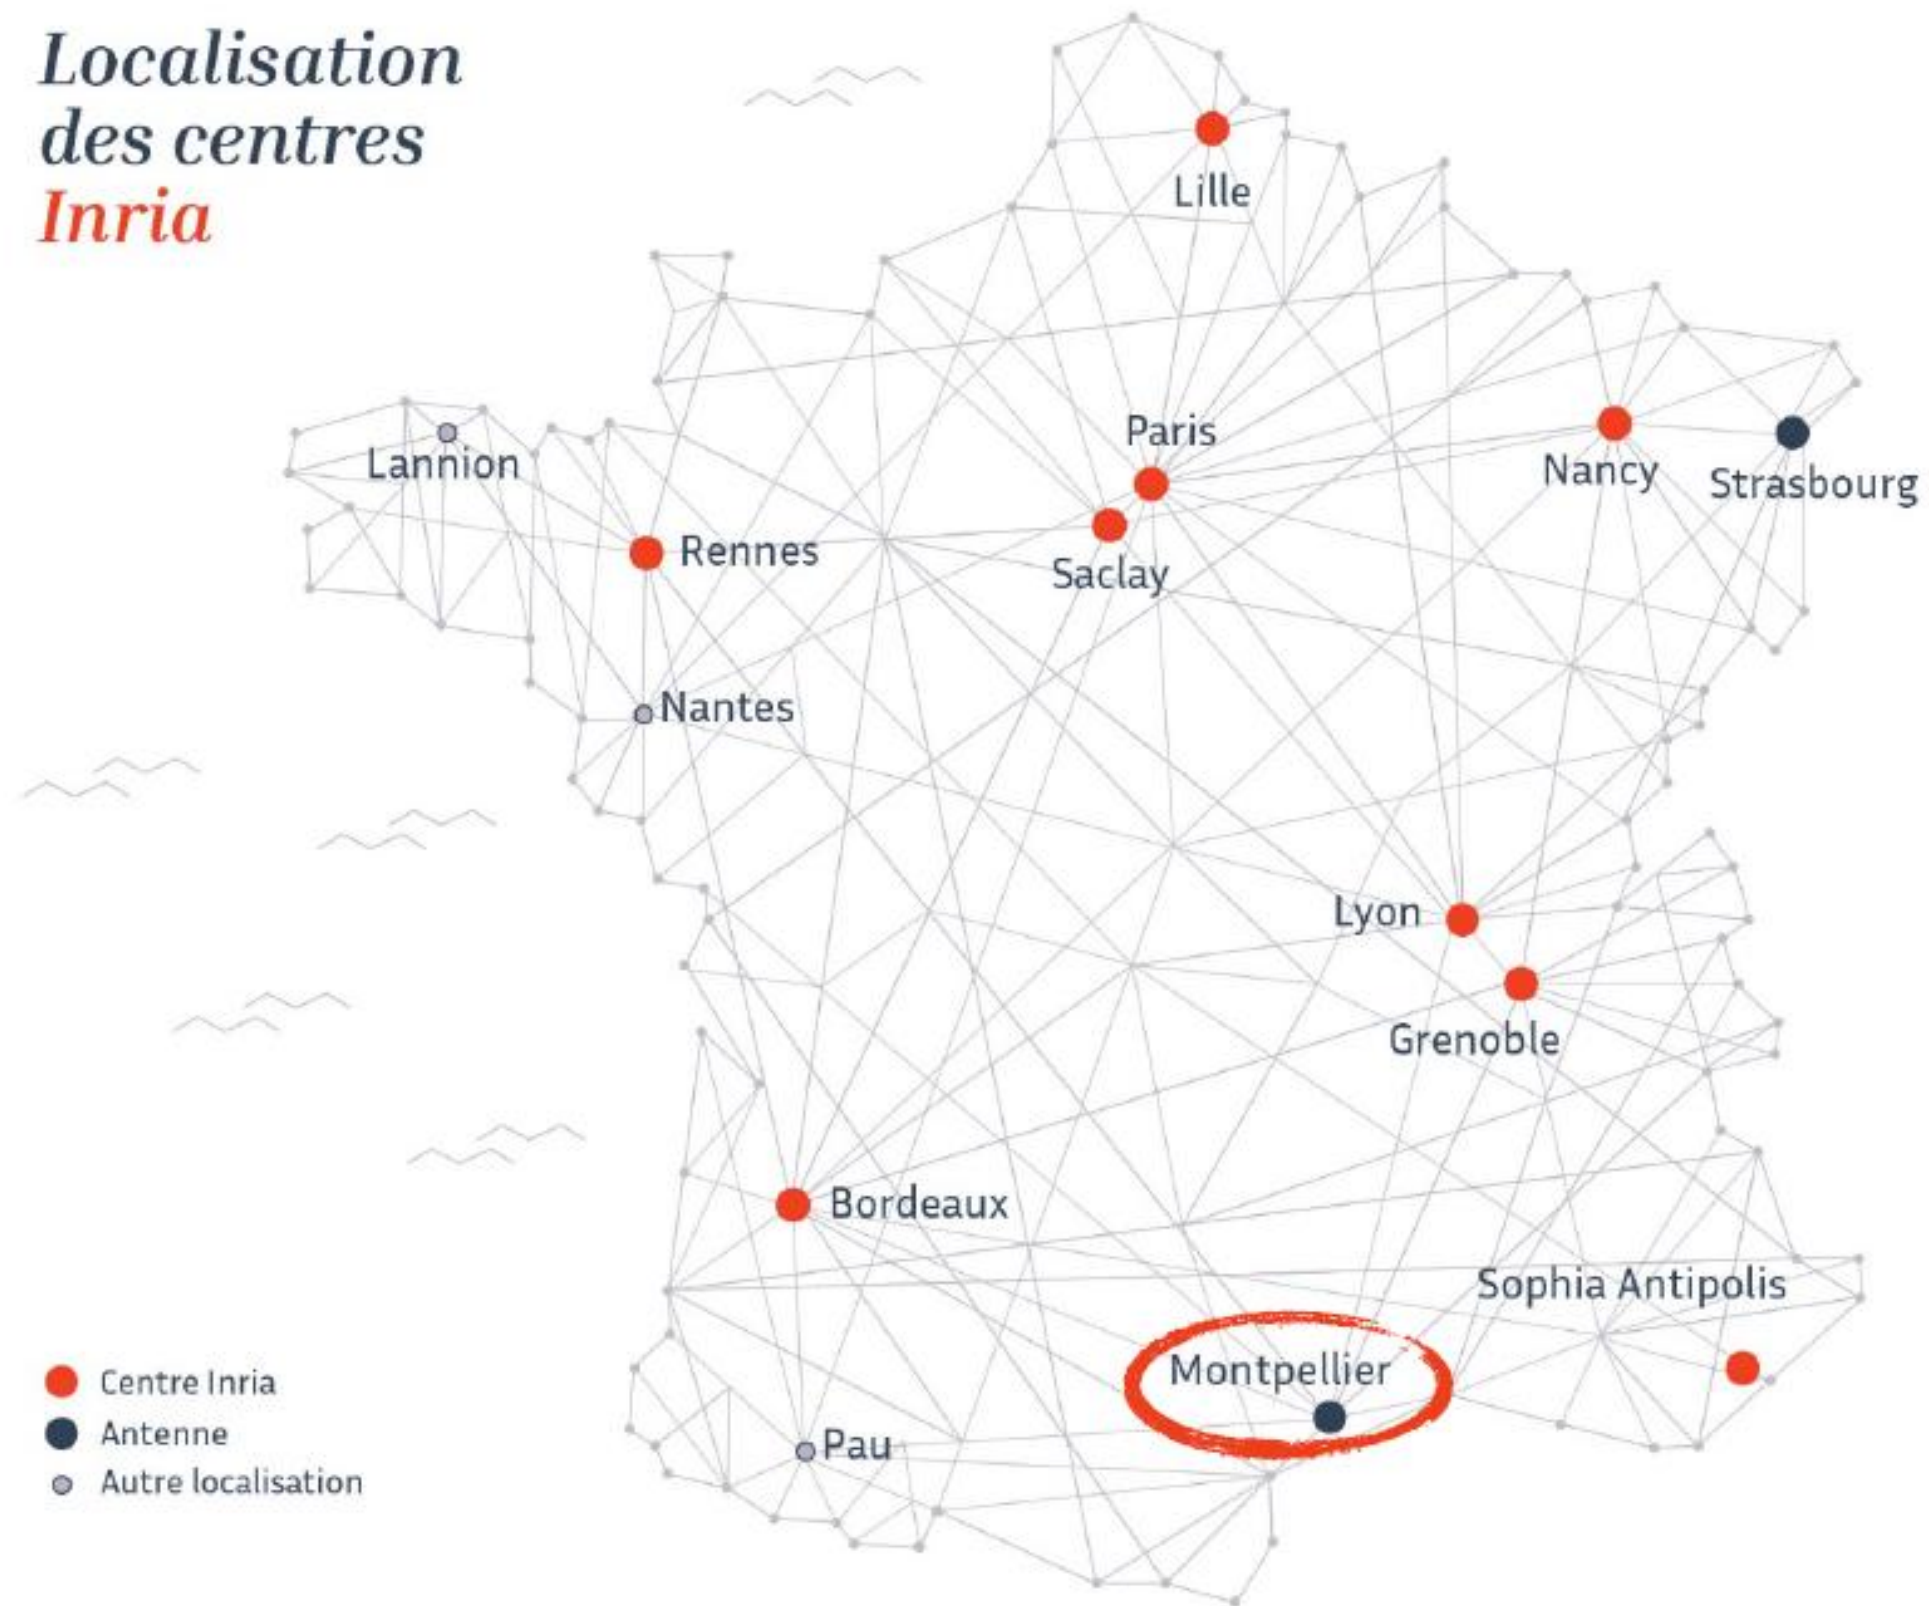 Localisation
des centres
Inria
Lille
Paris
Nancy
Strasbourg
Lannion
Rennes
Saclay
Nantes
Lyon
Grenoble
Bordeaux
Sophia Antipolis
Montpellier
Pau
Centre Inria
Antenne
Autre localisation